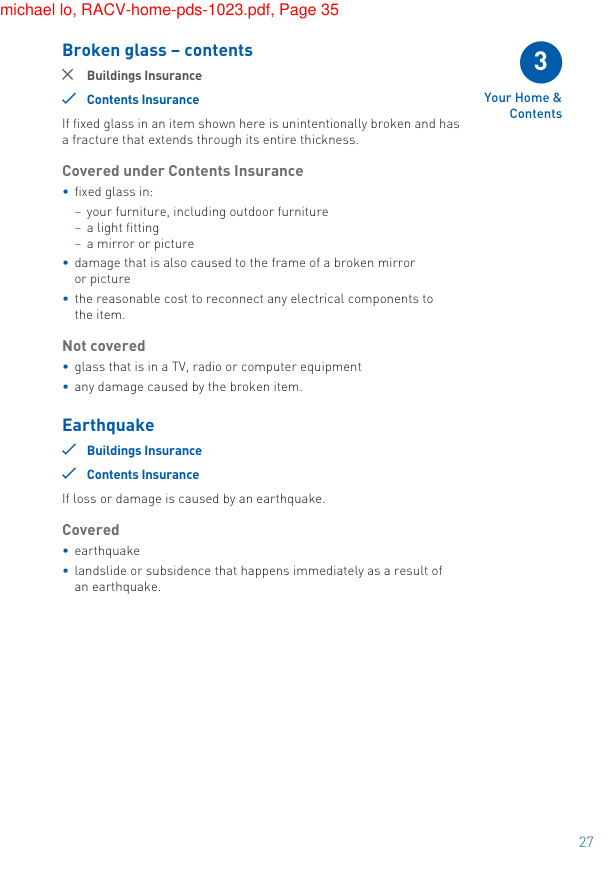 michael lo, RACV-home-pds-1023.pdf, Page 35
Broken glass – contents
Buildings Insurance
Contents Insurance
If fixed glass in an item shown here is unintentionally broken and has
a fracture that extends through its entire thickness.
Covered under Contents Insurance
• fixed glass in:
– your furniture, including outdoor furniture
– a light fitting
– a mirror or picture
• damage that is also caused to the frame of a broken mirror
or picture
• the reasonable cost to reconnect any electrical components to
the item.
Not covered
• glass that is in a TV, radio or computer equipment
• any damage caused by the broken item.
Earthquake
Buildings Insurance
Contents Insurance
If loss or damage is caused by an earthquake.
Covered
• earthquake
• landslide or subsidence that happens immediately as a result of
an earthquake.
3
Your Home &
Contents
27